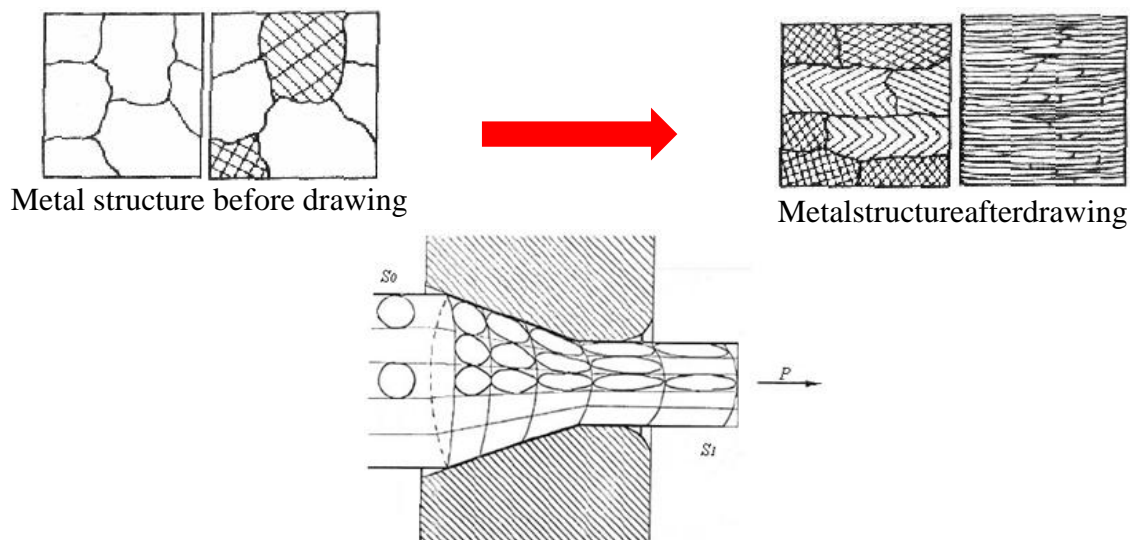 Metal structure before drawing
Metalstructureafterdrawing
S0
P
S1